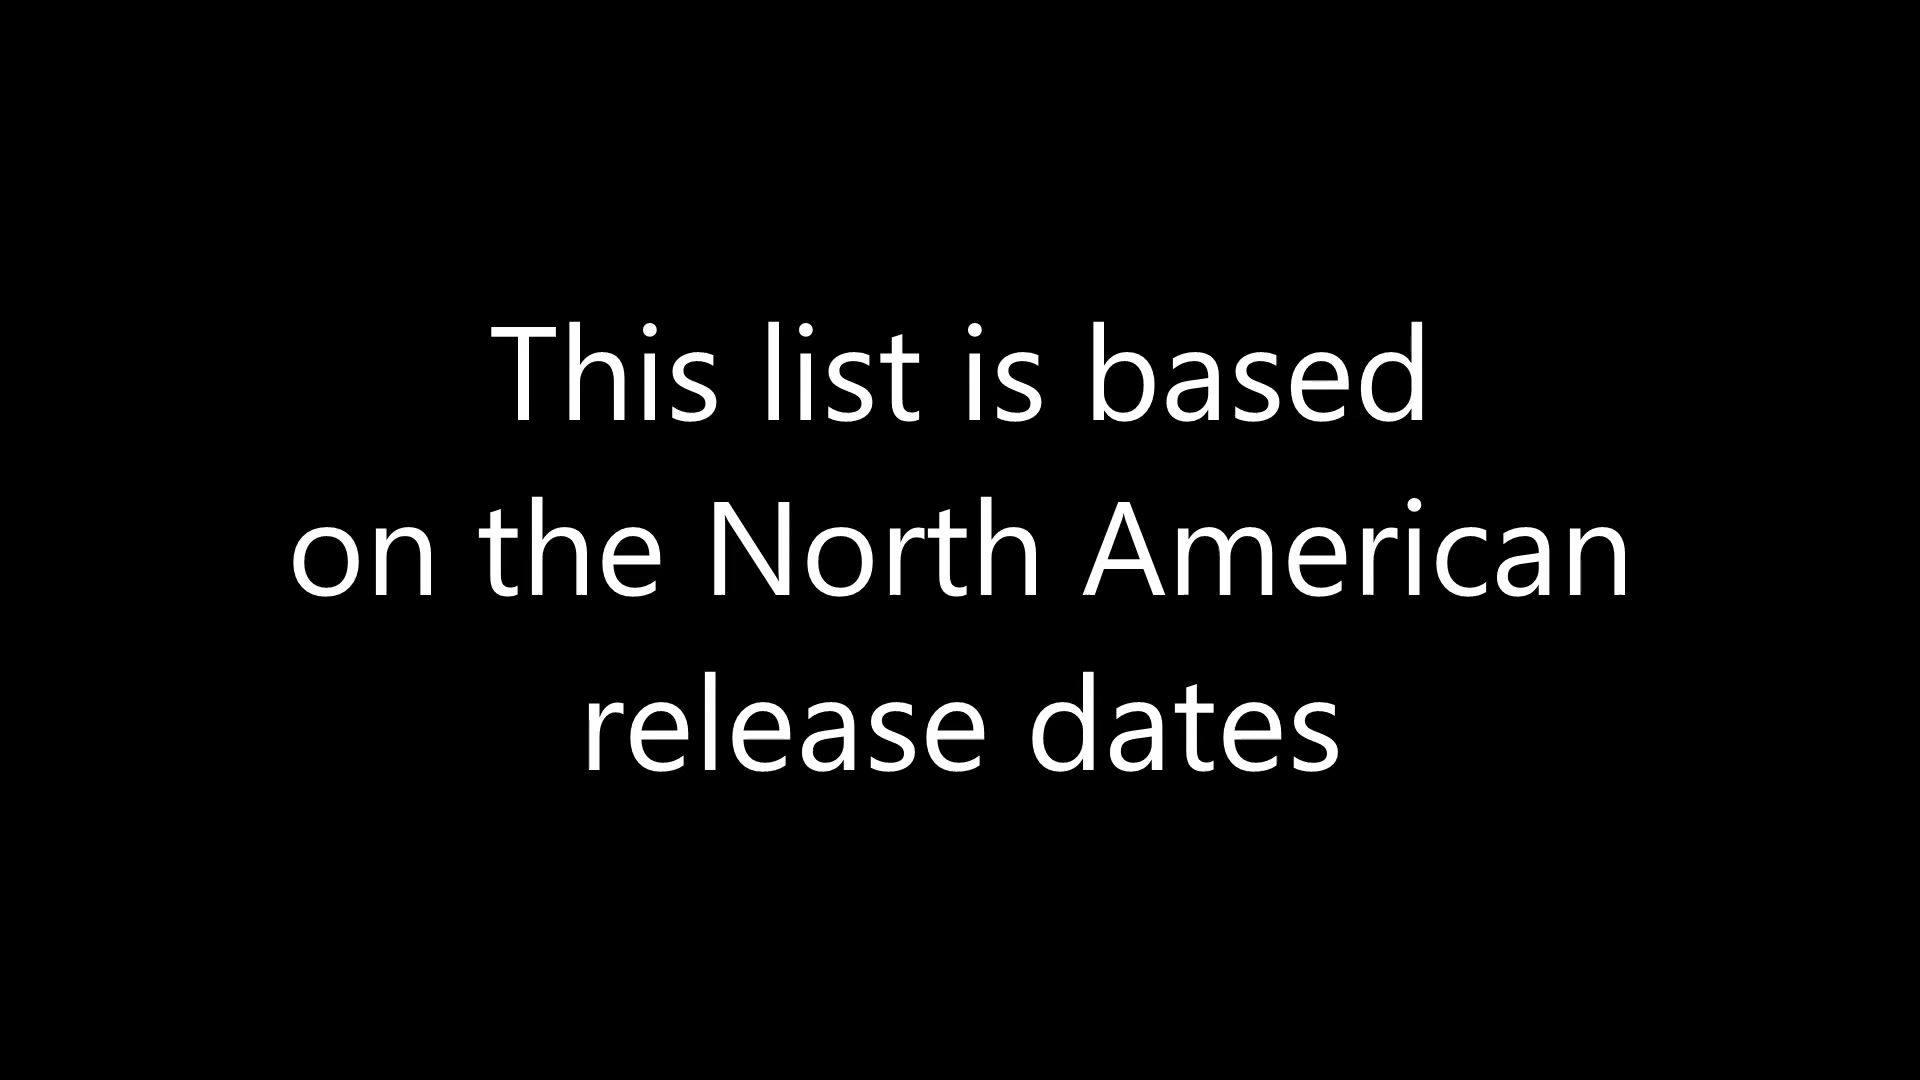 This list is based
on the North American
release dates